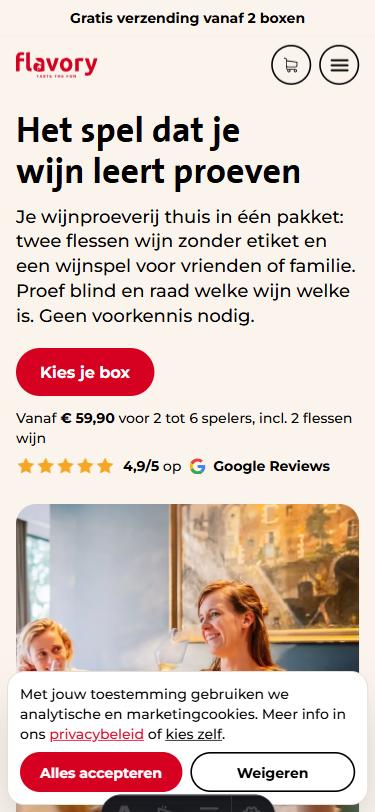 Gratis verzending vanaf 2 boxen
flavory
TASTE THE FUN
Het spel dat je
wijn leert proeven
Je wijnproeverij thuis in één pakket:
twee flessen wijn zonder etiket en
een wijnspel voor vrienden of familie.
Proef blind en raad welke wijn welke
is. Geen voorkennis nodig.
Kies je box
Vanaf € 59,90 voor 2 tot 6 spelers, incl. 2 flessen
wijn
4,9/5 op Google Reviews
Met jouw toestemming gebruiken we
analytische en marketingcookies. Meer info in
ons privacybeleid of kies zelf.
Alles accepteren Weigeren